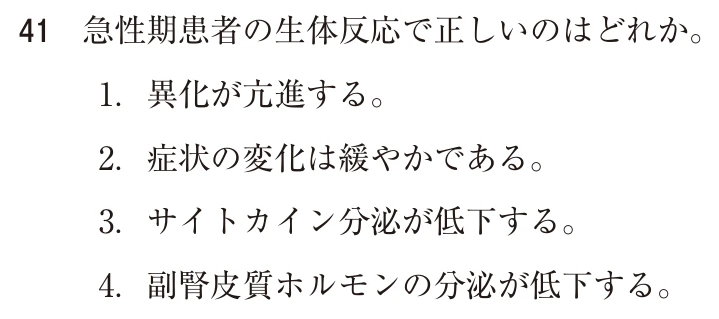 41 急性期患者の生体反応で正しいのはどれか。
1. 異化が亢進する。
2. 症状の変化は緩やかである。
3. サイトカイン分泌が低下する。
4. 副腎皮質ホルモンの分泌が低下する。